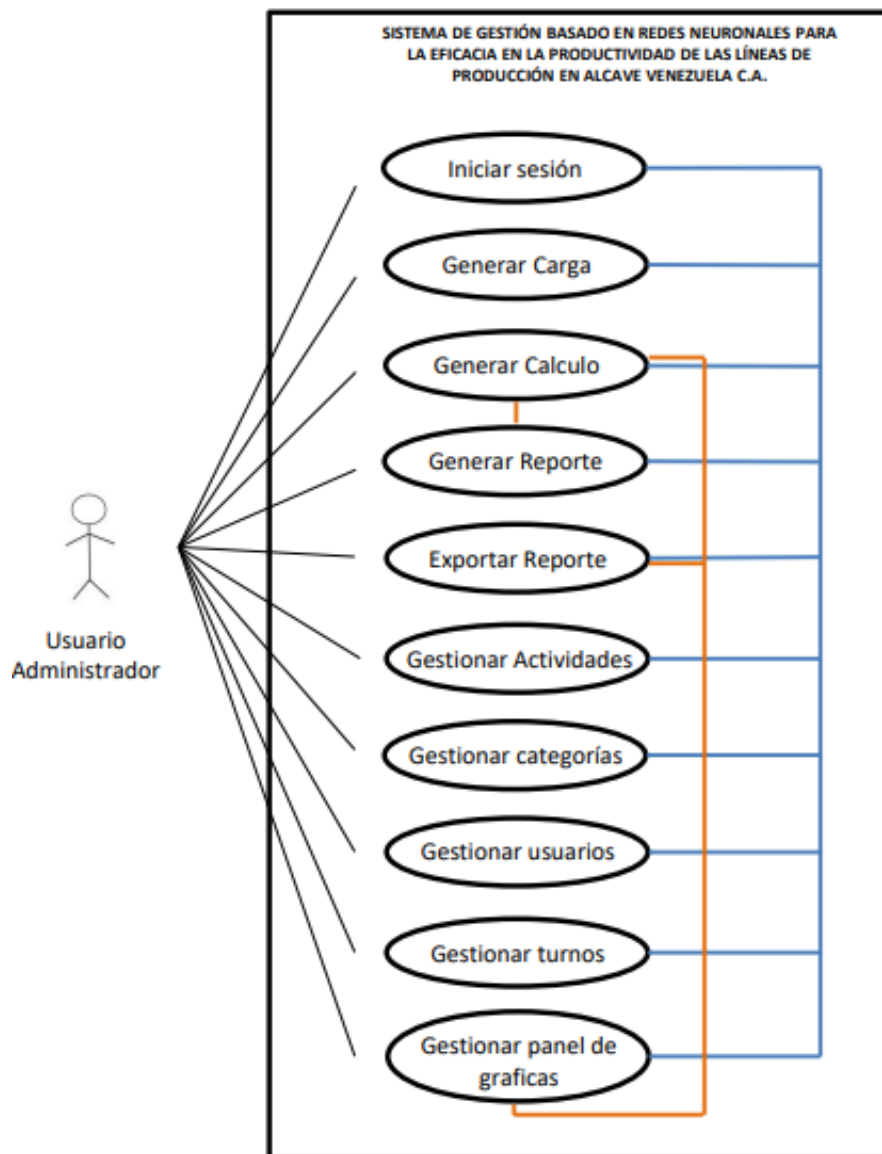 SISTEMA DE GESTIÓN BASADO EN REDES NEURONALES PARA
LA EFICACIA EN LA PRODUCTIVIDAD DE LAS LÍNEAS DE
PRODUCCIÓN EN ALCAVE VENEZUELA C.A.
Iniciar sesión
Generar Carga
Generar Calculo
Generar Reporte
Exportar Reporte
Usuario
Administrador
Gestionar Actividades
Gestionar categorías
Gestionar usuarios
Gestionar turnos
Gestionar panel de
graficas